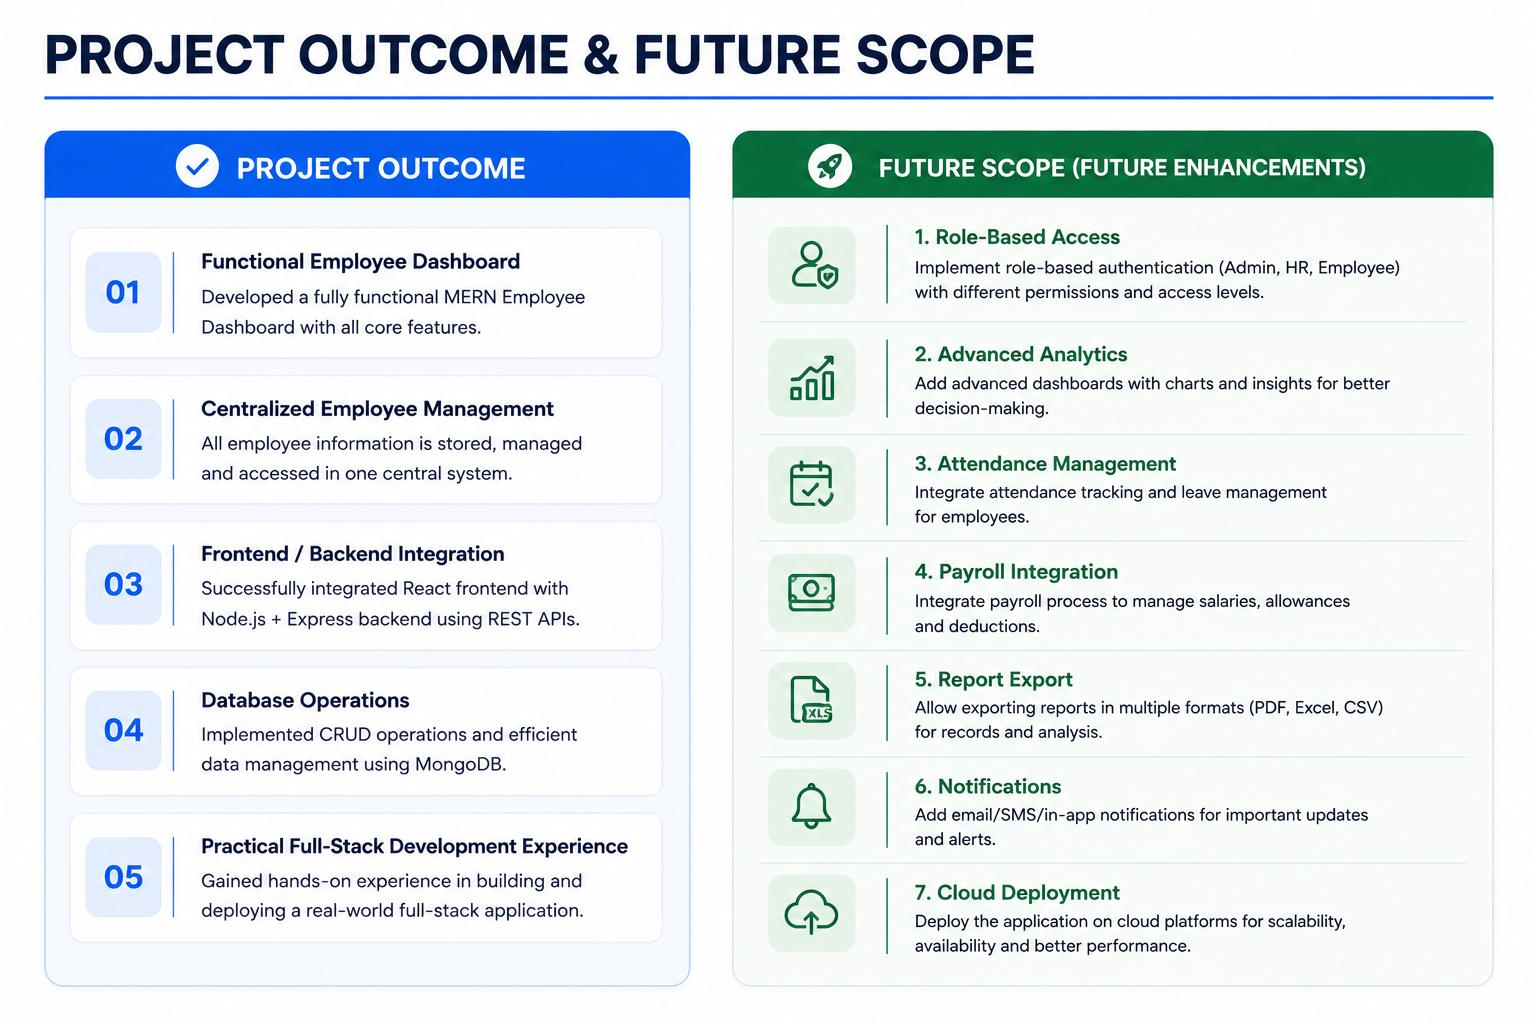 PROJECT OUTCOME & FUTURE SCOPE
PROJECT OUTCOME
01
Functional Employee Dashboard
Developed a fully functional MERN Employee
Dashboard with all core features.
02
Centralized Employee Management
All employee information is stored, managed
and accessed in one central system.
03
Frontend / Backend Integration
Successfully integrated React frontend with
Node.js + Express backend using REST APIs.
04
Database Operations
Implemented CRUD operations and efficient
data management using MongoDB.
05
Practical Full-Stack Development Experience
Gained hands-on experience in building and
deploying a real-world full-stack application.
FUTURE SCOPE (FUTURE ENHANCEMENTS)
1. Role-Based Access
Implement role-based authentication (Admin, HR, Employee)
with different permissions and access levels.
2. Advanced Analytics
Add advanced dashboards with charts and insights for better
decision-making.
3. Attendance Management
Integrate attendance tracking and leave management
for employees.
4. Payroll Integration
Integrate payroll process to manage salaries, allowances
and deductions.
XLS
5. Report Export
Allow exporting reports in multiple formats (PDF, Excel, CSV)
for records and analysis.
6. Notifications
Add email/SMS/in-app notifications for important updates
and alerts.
7. Cloud Deployment
Deploy the application on cloud platforms for scalability,
availability and better performance.